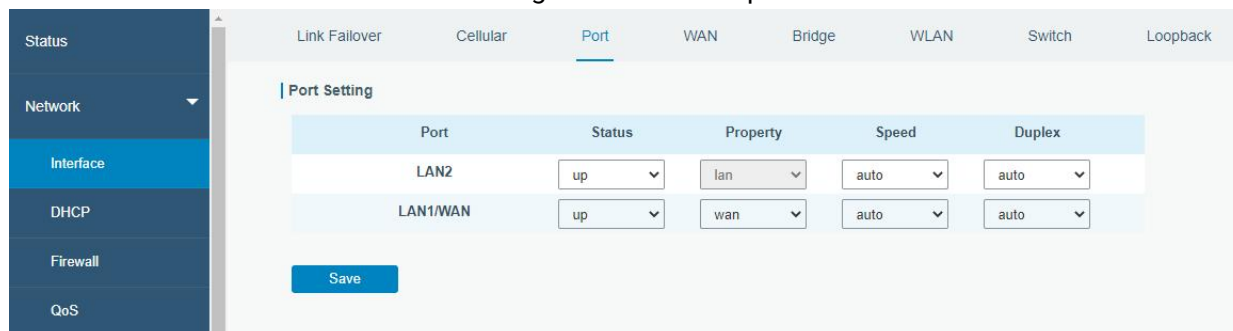 Status
Network
Interface
DHCP
Firewall
QoS
Link Failover Cellular Port WAN Bridge WLAN Switch Loopback
Port Setting
Port Status Property Speed Duplex
LAN2 up lan auto auto
LAN1/WAN up wan auto auto
Save